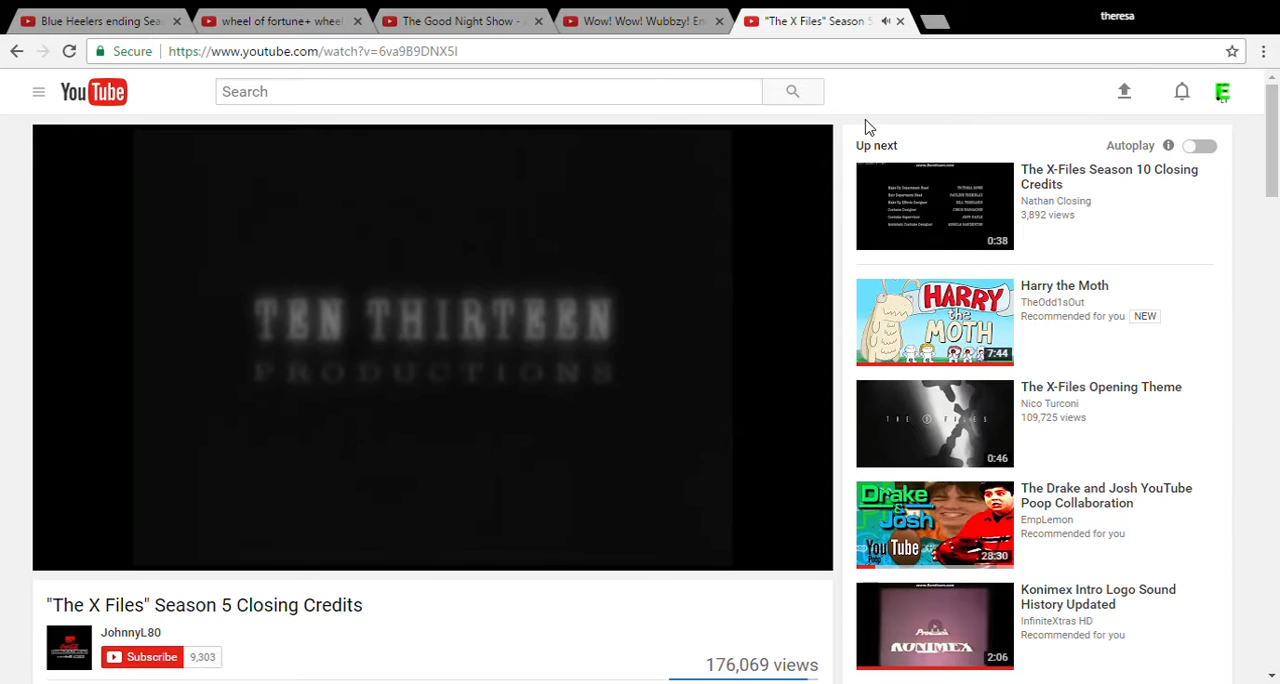 theresa
Blue Heelers ending Sea
wheel of fortune+ whee
The Good Night Show -
Wow! Wow! Wubbzy! En
"The X Files" Season 5
Secure
https://www.youtube.com/watch?v=6va9B9DNX5I
YouTube
Search
TEN THIRTEEN
PRODUCTIONS
Up next
Autoplay
The X-Files Season 10 Closing
Credits
Nathan Closing
3,892 views
0:38
HARRY
the
MOTH
7:44
Harry the Moth
TheOdd1sOut
Recommended for you NEW
THE X FILES
0:46
The X-Files Opening Theme
Nico Turconi
109,725 views
Drake
&
Josh
YouTube
Poop
28:30
The Drake and Josh YouTube
Poop Collaboration
EmpLemon
Recommended for you
KONIMEX
2:06
Konimex Intro Logo Sound
History Updated
InfiniteXtras HD
Recommended for you
"The X Files" Season 5 Closing Credits
JohnnyL80
Subscribe 9,303
176,069 views